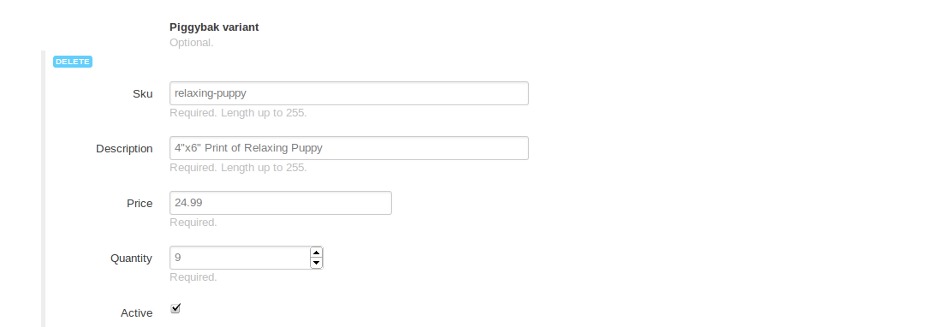 Piggybak variant
Optional.
DELETE
Sku
relaxing-puppy
Required. Length up to 255.
Description
4"x6" Print of Relaxing Puppy
Required. Length up to 255.
Price
24.99
Required.
Quantity
9
Required.
Active